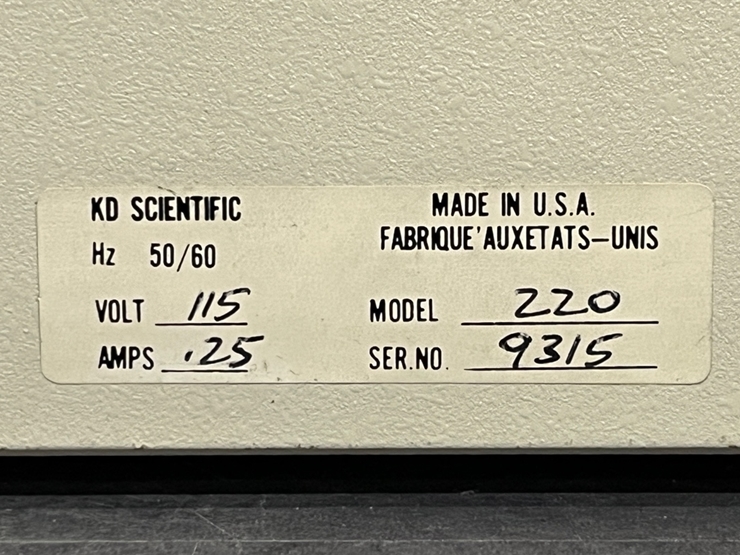 KD SCIENTIFIC
Hz 50/60
VOLT 115
AMPS .25
MADE IN U.S.A.
FABRIQUE'AUXETATS-UNIS
MODEL 220
SER.NO. 9315